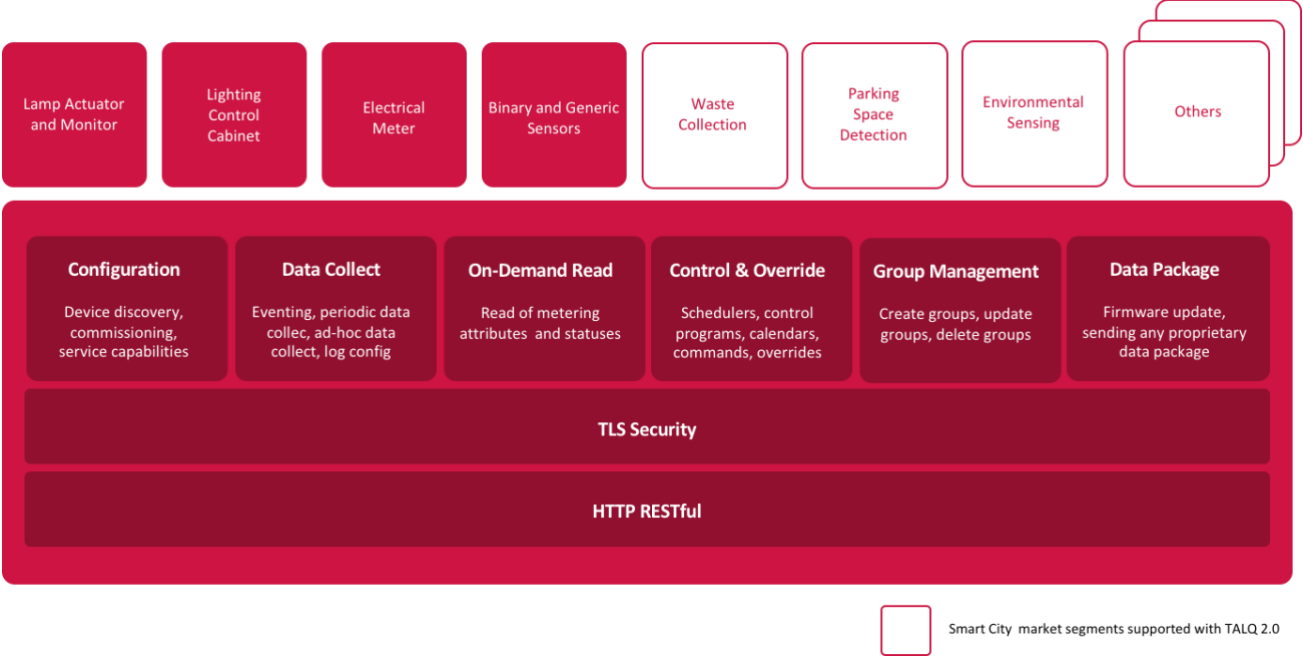 Lamp Actuator
and Monitor
Lighting
Control
Cabinet
Electrical
Meter
Binary and Generic
Sensors
Waste
Collection
Parking
Space
Detection
Environmental
Sensing
Others
Configuration
Device discovery,
commissioning,
service capabilities
Data Collect
Eventing, periodic data
collec, ad-hoc data
collect, log config
On-Demand Read
Read of metering
attributes and statuses
Control & Override
Schedulers, control
programs, calendars,
commands, overrides
Group Management
Create groups, update
groups, delete groups
Data Package
Firmware update,
sending any proprietary
data package
TLS Security
HTTP RESTful
Smart City market segments supported with TALQ 2.0